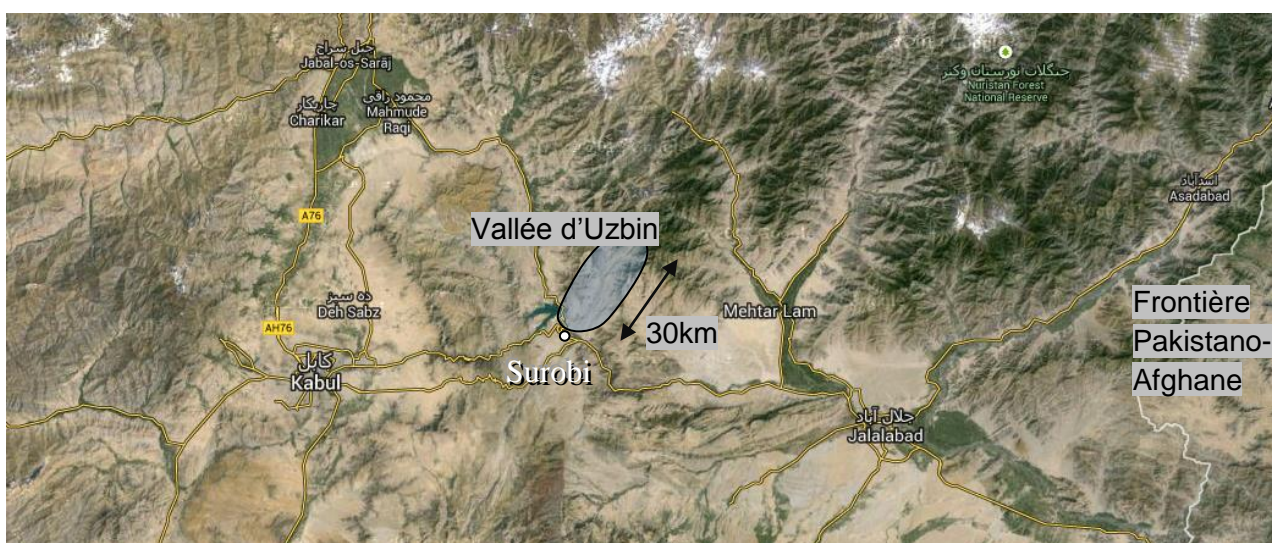 جبل سراج
Jabal-os-Sarāj
چاریکار
Charikar
محمود راقی
Mahmude
Raqi
جنگلات نورستان وکنر
Nuristan Forest
National Reserve
اسدآباد
Asadabad
A76
Vallée d’Uzbin
ده سبز
Deh Sabz
AH76
30km
Mehtar Lam
Frontière
Pakistano-
Afghane
کابل
Kabul
Surobi
جلال آباد
Jalalabad